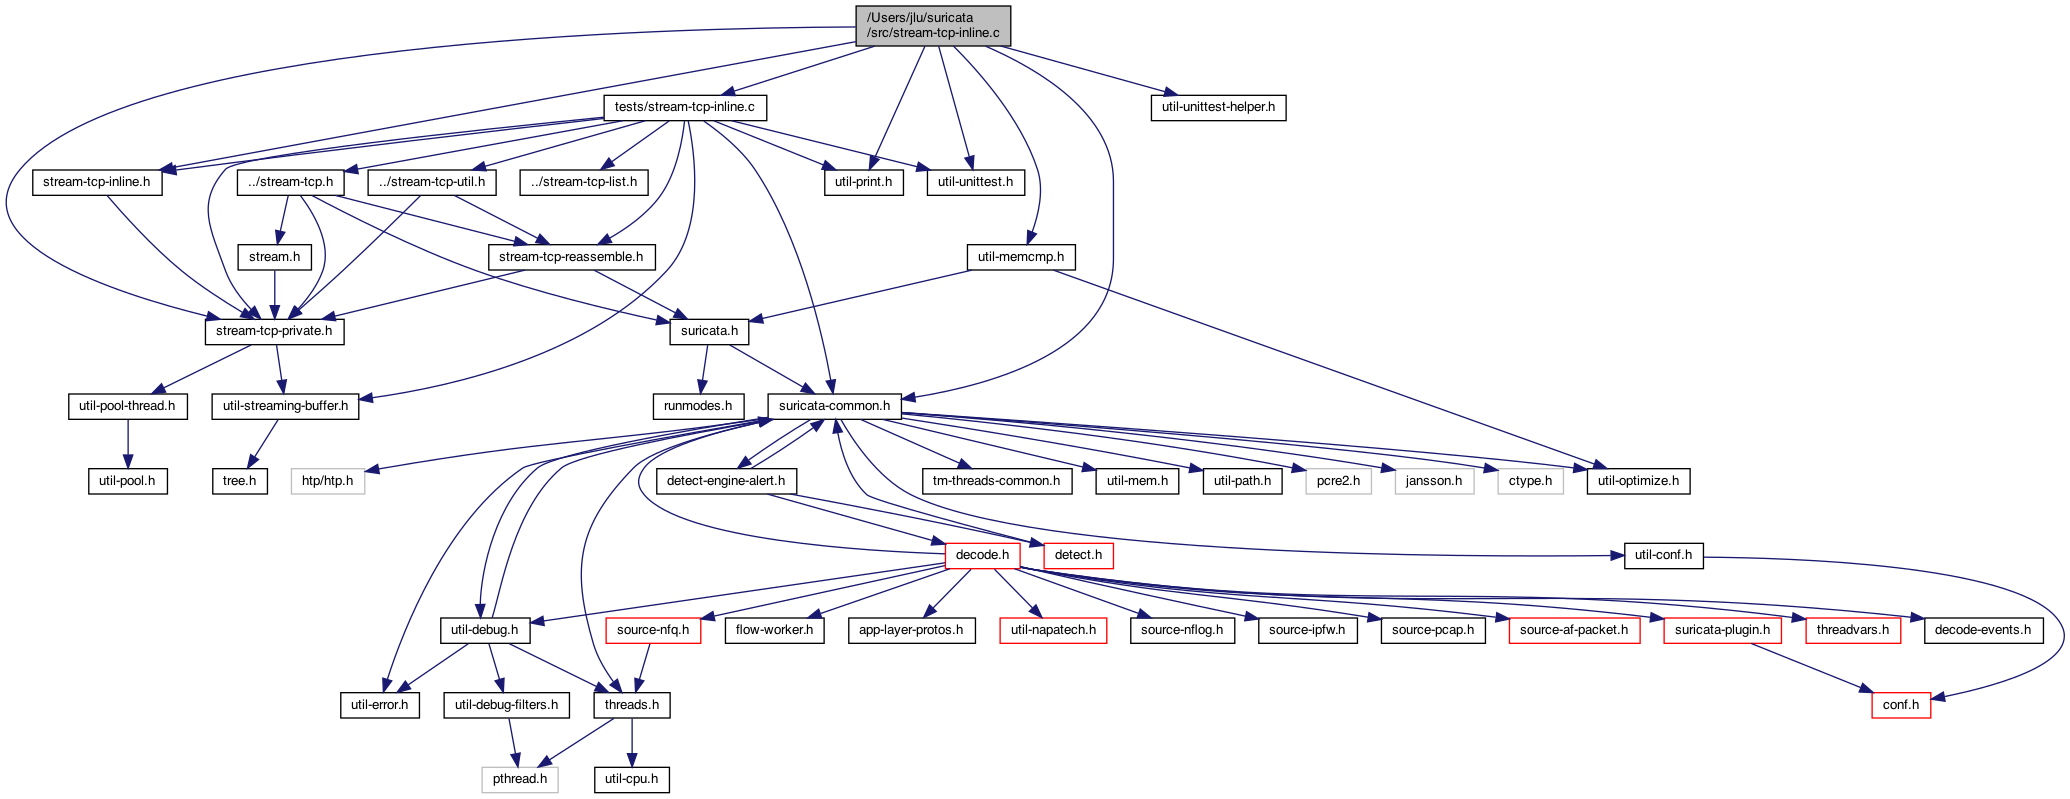 /Users/jlu/suricata
/src/stream-tcp-inline.c
tests/stream-tcp-inline.c
util-unittest-helper.h
stream-tcp-inline.h
../stream-tcp.h
../stream-tcp-util.h
../stream-tcp-list.h
util-print.h
util-unittest.h
stream.h
stream-tcp-reassemble.h
util-memcmp.h
stream-tcp-private.h
suricata.h
util-pool-thread.h
util-streaming-buffer.h
runmodes.h
suricata-common.h
util-pool.h
tree.h
htp/htp.h
detect-engine-alert.h
tm-threads-common.h
util-mem.h
util-path.h
pcre2.h
jansson.h
ctype.h
util-optimize.h
decode.h
detect.h
util-conf.h
util-debug.h
source-nfq.h
flow-worker.h
app-layer-protos.h
util-napatech.h
source-nflog.h
source-ipfw.h
source-pcap.h
source-af-packet.h
suricata-plugin.h
threadvars.h
decode-events.h
util-error.h
util-debug-filters.h
threads.h
conf.h
pthread.h
util-cpu.h